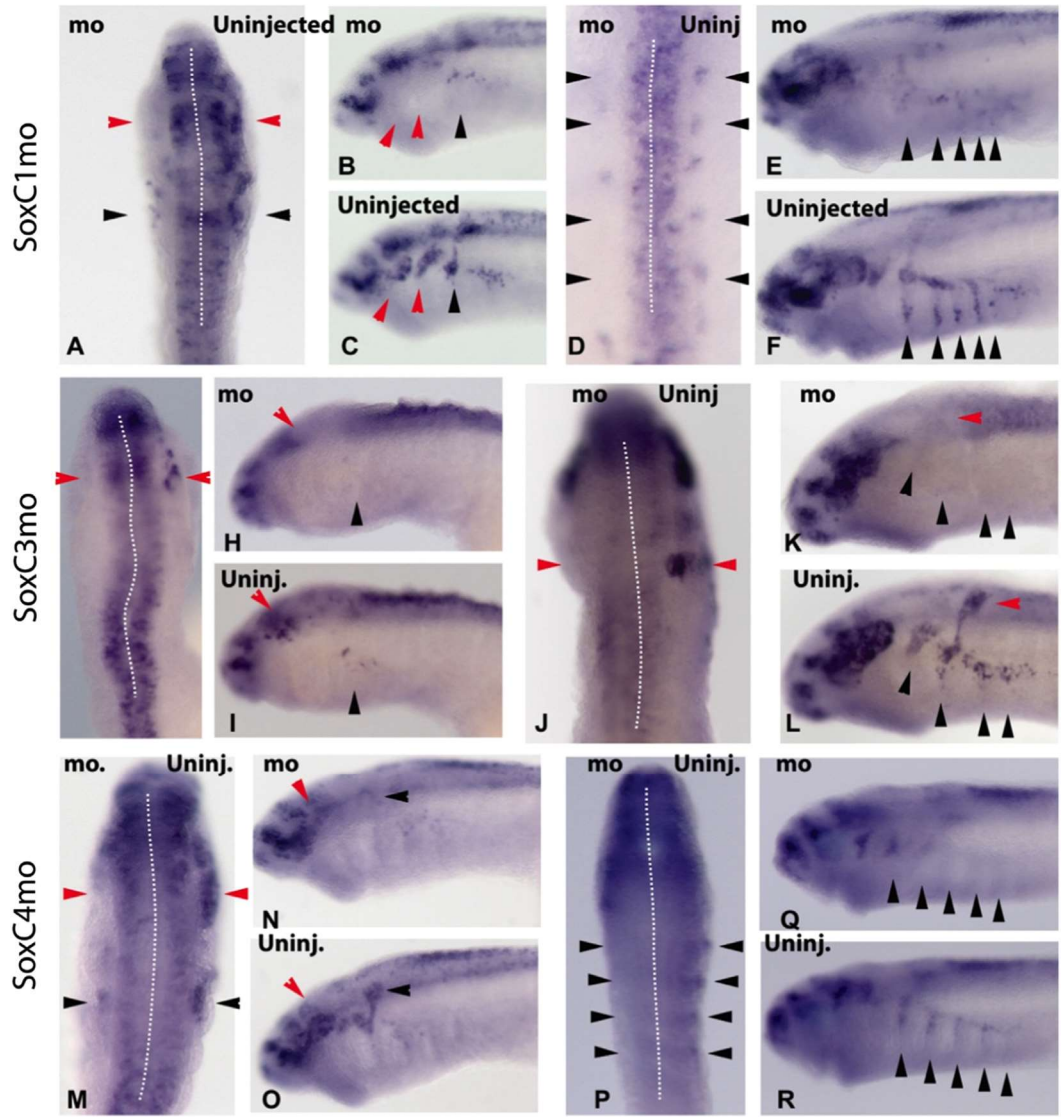 SoxC1mo
mo Uninjected
A
mo
B
Uninjected
C
mo Uninj
D
mo
E
Uninjected
F
SoxC3mo
mo
H
Uninj.
I
mo Uninj
J
mo
K
Uninj.
L
SoxC4mo
mo. Uninj.
M
mo
N
Uninj.
O
mo Uninj.
P
mo
Q
Uninj.
R